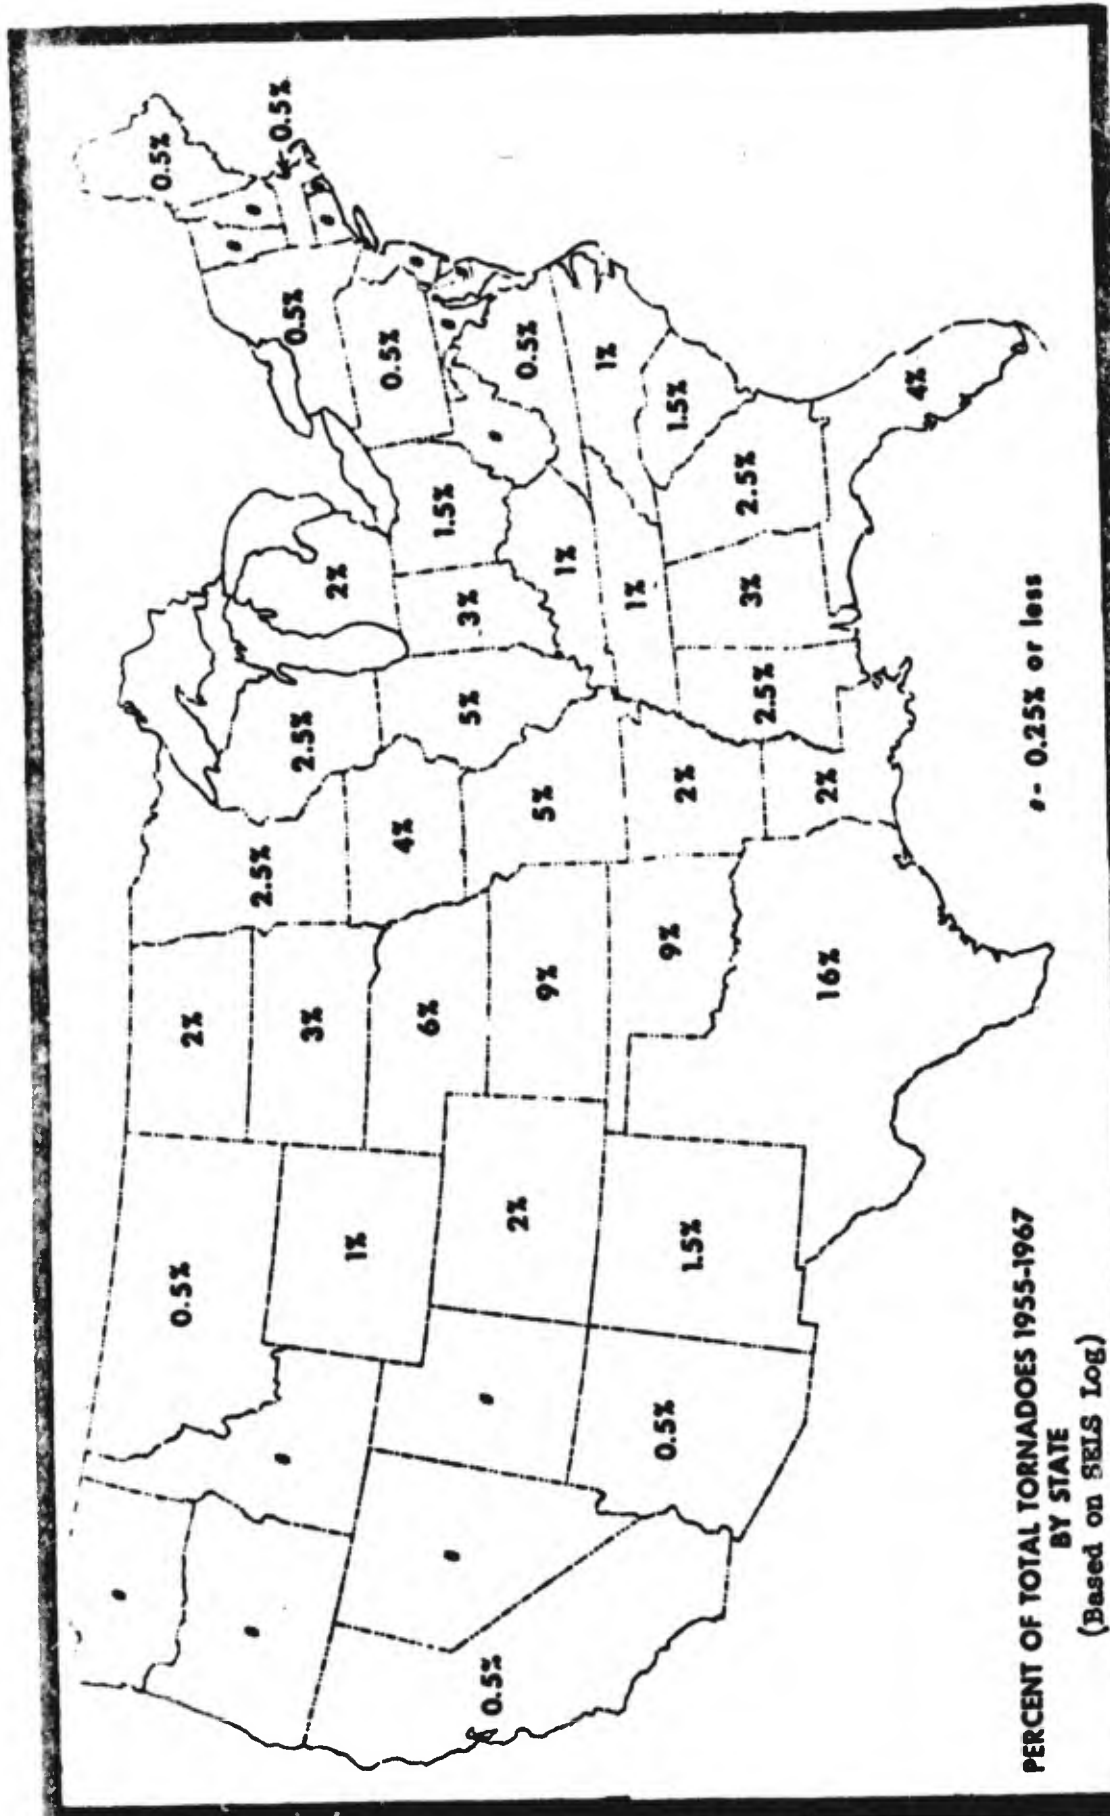 ø
0.5%
0.5%
2%
ø
ø
ø
2.5%
ø
0.5%
0.5%
2.5%
3%
ø
2%
1%
0.5%
4%
ø
6%
1.5%
ø
ø
3%
5%
ø
0.5%
ø
2%
0.5%
5%
9%
1%
1%
1%
0.5%
9%
1.5%
2%
1.5%
2.5%
3%
2.5%
16%
2%
4%
PERCENT OF TOTAL TORNADOES 1955-1967
BY STATE
(Based on SELS Log)
ø- 0.25% or less